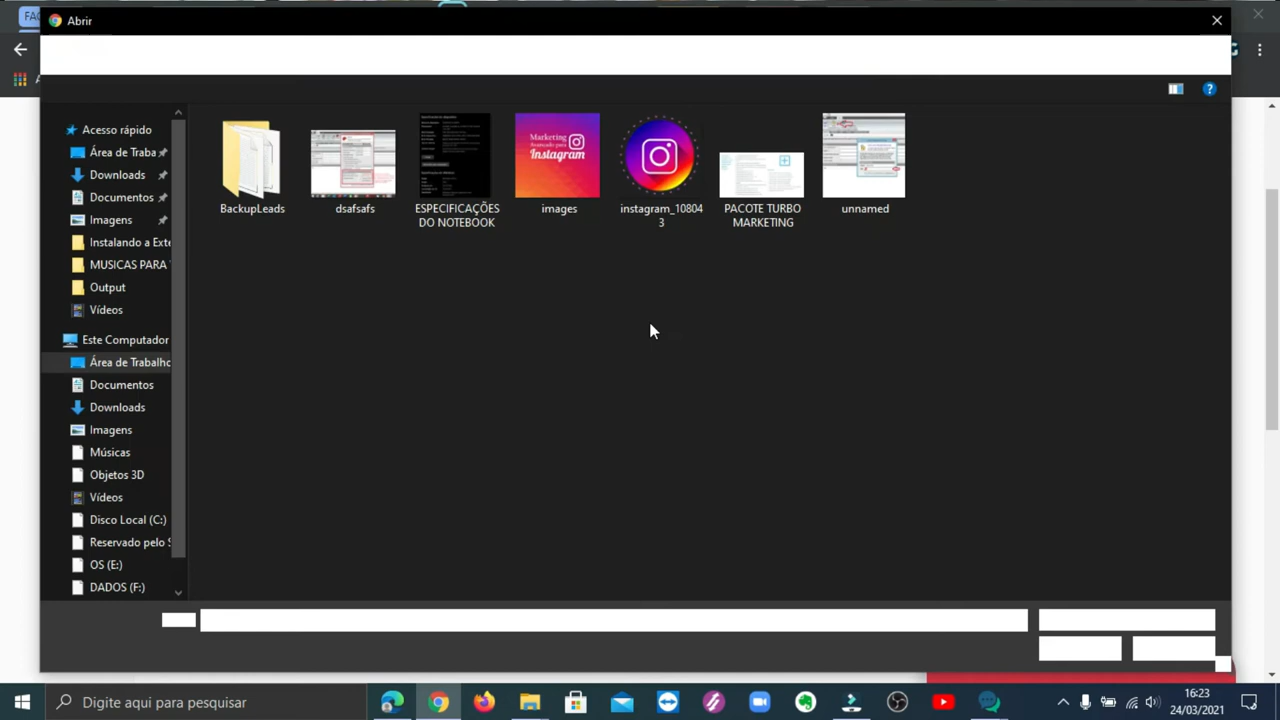 FAC
Abrir
Acesso rápido
Área de Traba
Downloads
Documentos
Imagens
Instalando a Exte
MUSICAS PARA
Output
Vídeos
Este Computador
Área de Trabalho
Documentos
Downloads
Imagens
Músicas
Objetos 3D
Vídeos
Disco Local (C:)
Reservado pelo S
OS (E:)
DADOS (F:)
BackupLeads
dsafsafs
ESPECIFICAÇÕES
DO NOTEBOOK
Marketing
Avançado para
Instagram
images
instagram_10804
3
PACOTE TURBO
MARKETING
unnamed
Digite aqui para pesquisar
16:23
24/03/2021